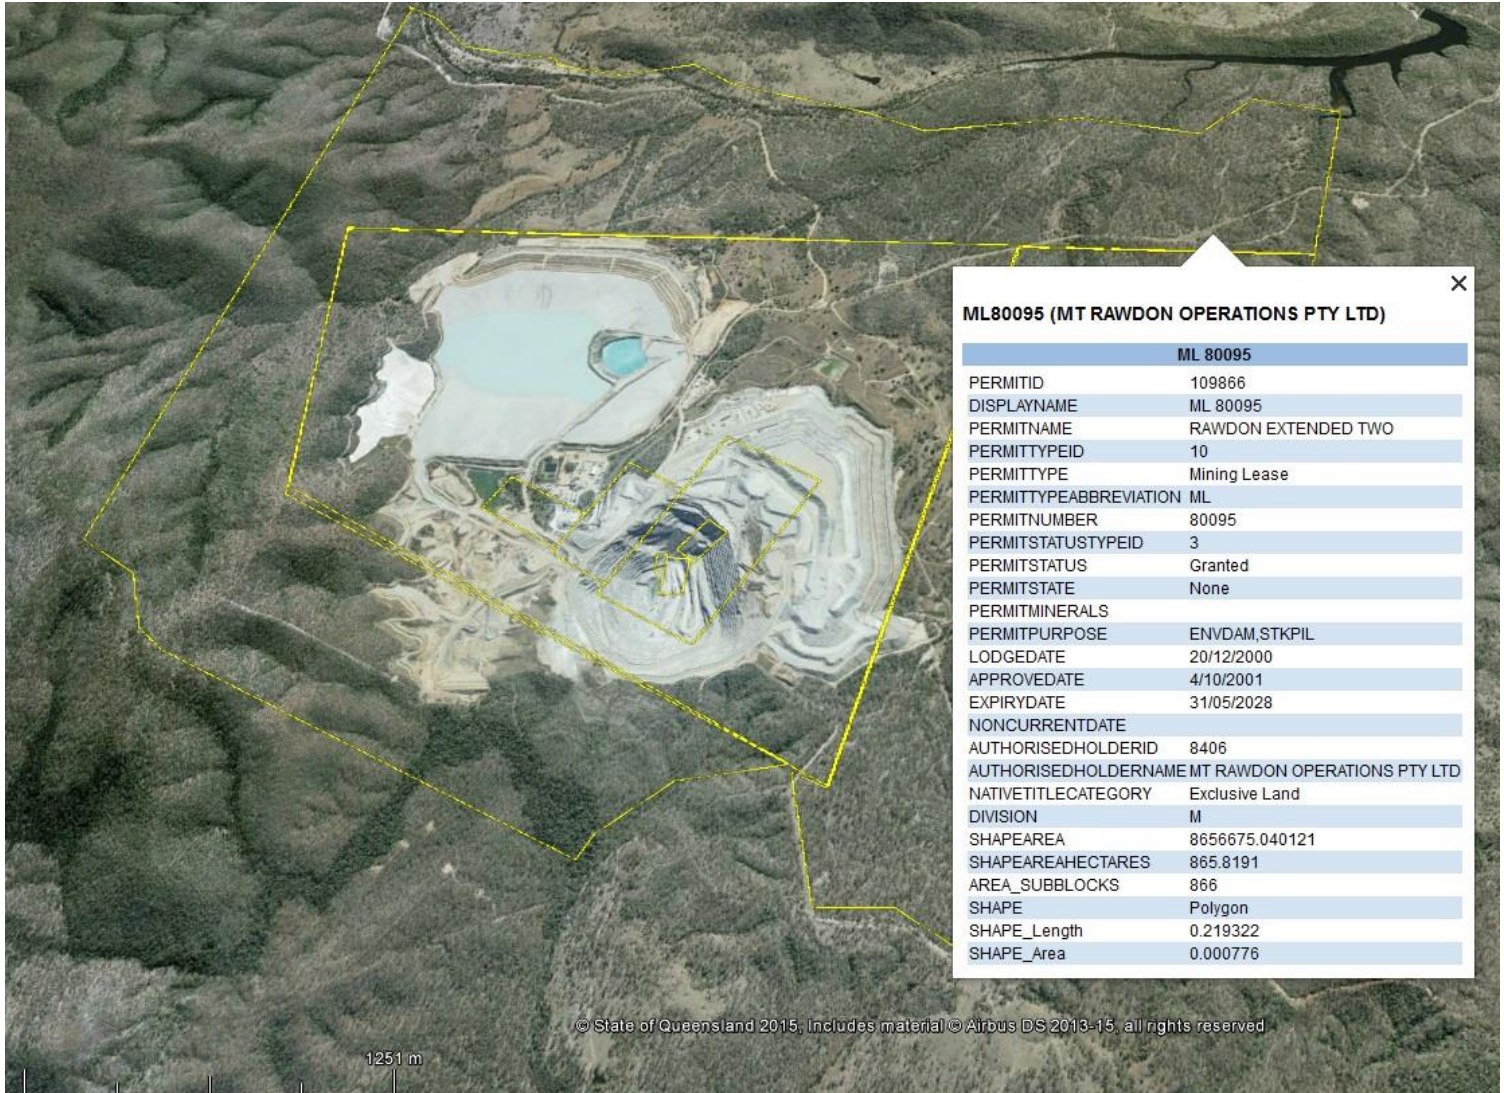 ML80095 (MT RAWDON OPERATIONS PTY LTD)
ML 80095
PERMITID 109866
DISPLAYNAME ML 80095
PERMITNAME RAWDON EXTENDED TWO
PERMITTYPEID 10
PERMITTYPE Mining Lease
PERMITTYPEABBREVIATION ML
PERMITNUMBER 80095
PERMITSTATUSTYPEID 3
PERMITSTATUS Granted
PERMITSTATE None
PERMITMINERALS
PERMITPURPOSE ENVDAM,STKPIL
LODGEDATE 20/12/2000
APPROVEDATE 4/10/2001
EXPIRYDATE 31/05/2028
NONCURRENTDATE
AUTHORISEDHOLDERID 8406
AUTHORISEDHOLDERNAME MT RAWDON OPERATIONS PTY LTD
NATIVETITLECATEGORY Exclusive Land
DIVISION M
SHAPEAREA 8656675.040121
SHAPEAREAHECTARES 865.8191
AREA_SUBBLOCKS 866
SHAPE Polygon
SHAPE_Length 0.219322
SHAPE_Area 0.000776
© State of Queensland 2015, Includes material © Airbus DS 2013-15, all rights reserved
1251 m